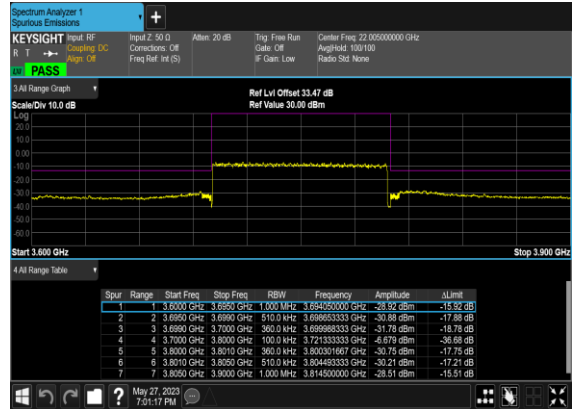 Spectrum Analyzer 1
Spurious Emissions
+
KEYSIGHT Input: RF Input Z: 50 Ω Atten: 20 dB Trig: Free Run Center Freq: 22.005000000 GHz
R T Coupling: DC Corrections: Off Gate: Off Avg|Hold: 100/100
Align: Off Freq Ref: Int (S) IF Gain: Low Radio Std: None
PASS
3 All Range Graph
Ref Lvl Offset 33.47 dB
Scale/Div 10.0 dB Ref Value 30.00 dBm
Log
20.0
10.0
0.00
-10.0
-20.0
-30.0
-40.0
-50.0
-60.0
Start 3.600 GHz Stop 3.900 GHz
4 All Range Table
Spur Range Start Freq Stop Freq RBW Frequency Amplitude ΔLimit
1 1 3.6000 GHz 3.6950 GHz 1.000 MHz 3.694050000 GHz -28.92 dBm -15.92 dB
2 2 3.6950 GHz 3.6990 GHz 510.0 kHz 3.698653333 GHz -30.88 dBm -17.88 dB
3 3 3.6990 GHz 3.7000 GHz 360.0 kHz 3.699988333 GHz -31.78 dBm -18.78 dB
4 4 3.7000 GHz 3.8000 GHz 100.0 kHz 3.721333333 GHz -6.679 dBm -36.68 dB
5 5 3.8000 GHz 3.8010 GHz 360.0 kHz 3.800301667 GHz -30.75 dBm -17.75 dB
6 6 3.8010 GHz 3.8050 GHz 510.0 kHz 3.804493333 GHz -30.21 dBm -17.21 dB
7 7 3.8050 GHz 3.9000 GHz 1.000 MHz 3.814500000 GHz -28.51 dBm -15.51 dB
? May 27, 2023
7:01:17 PM